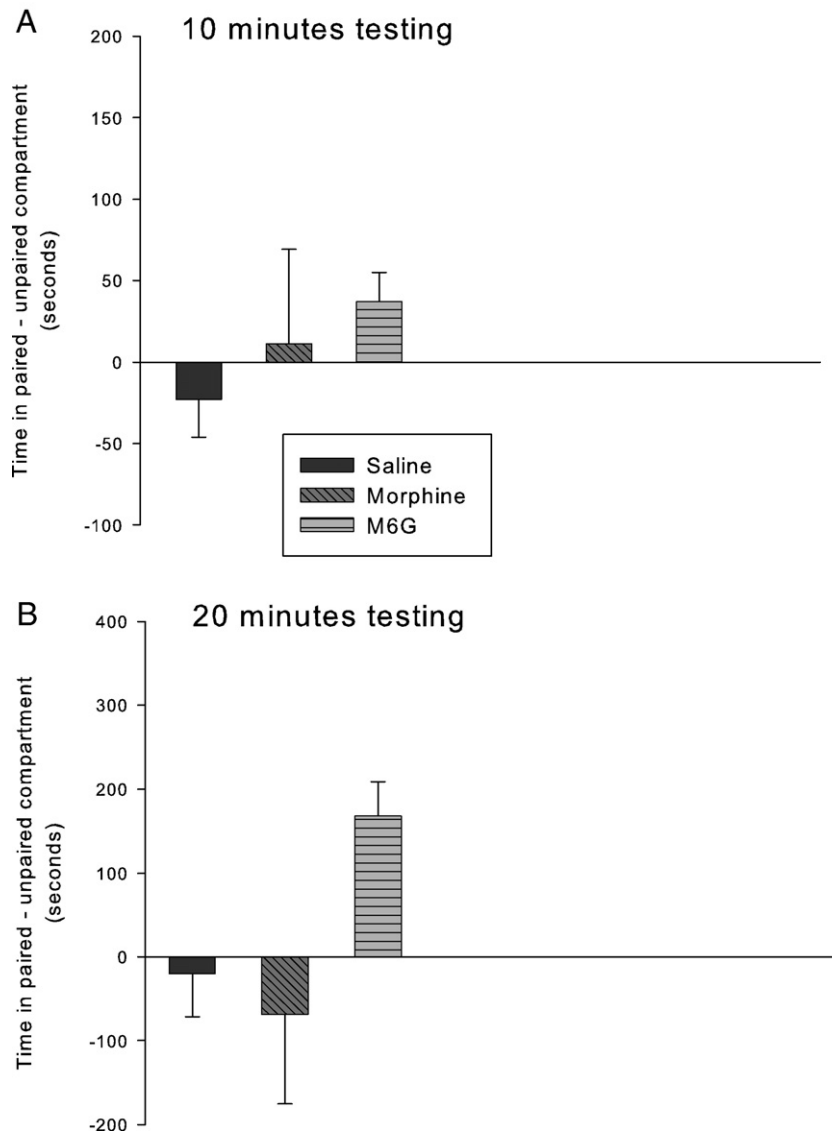 A
10 minutes testing
Time in paired - unpaired compartment
(seconds)
200
150
100
50
0
-50
-100
Saline
Morphine
M6G
B
20 minutes testing
Time in paired - unpaired compartment
(seconds)
400
300
200
100
0
-100
-200